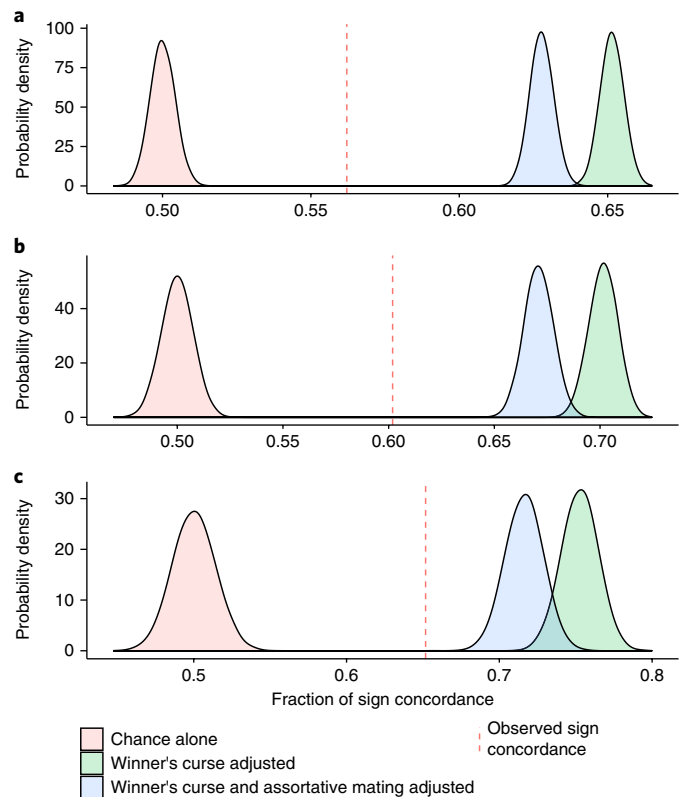 a
Probability density
100
75
50
25
0
0.50 0.55 0.60 0.65
b
Probability density
40
20
0
0.50 0.55 0.60 0.65 0.70
c
Probability density
30
20
10
0
0.5 0.6 0.7 0.8
Fraction of sign concordance
Chance alone
Winner's curse adjusted
Winner's curse and assortative mating adjusted
Observed sign
concordance